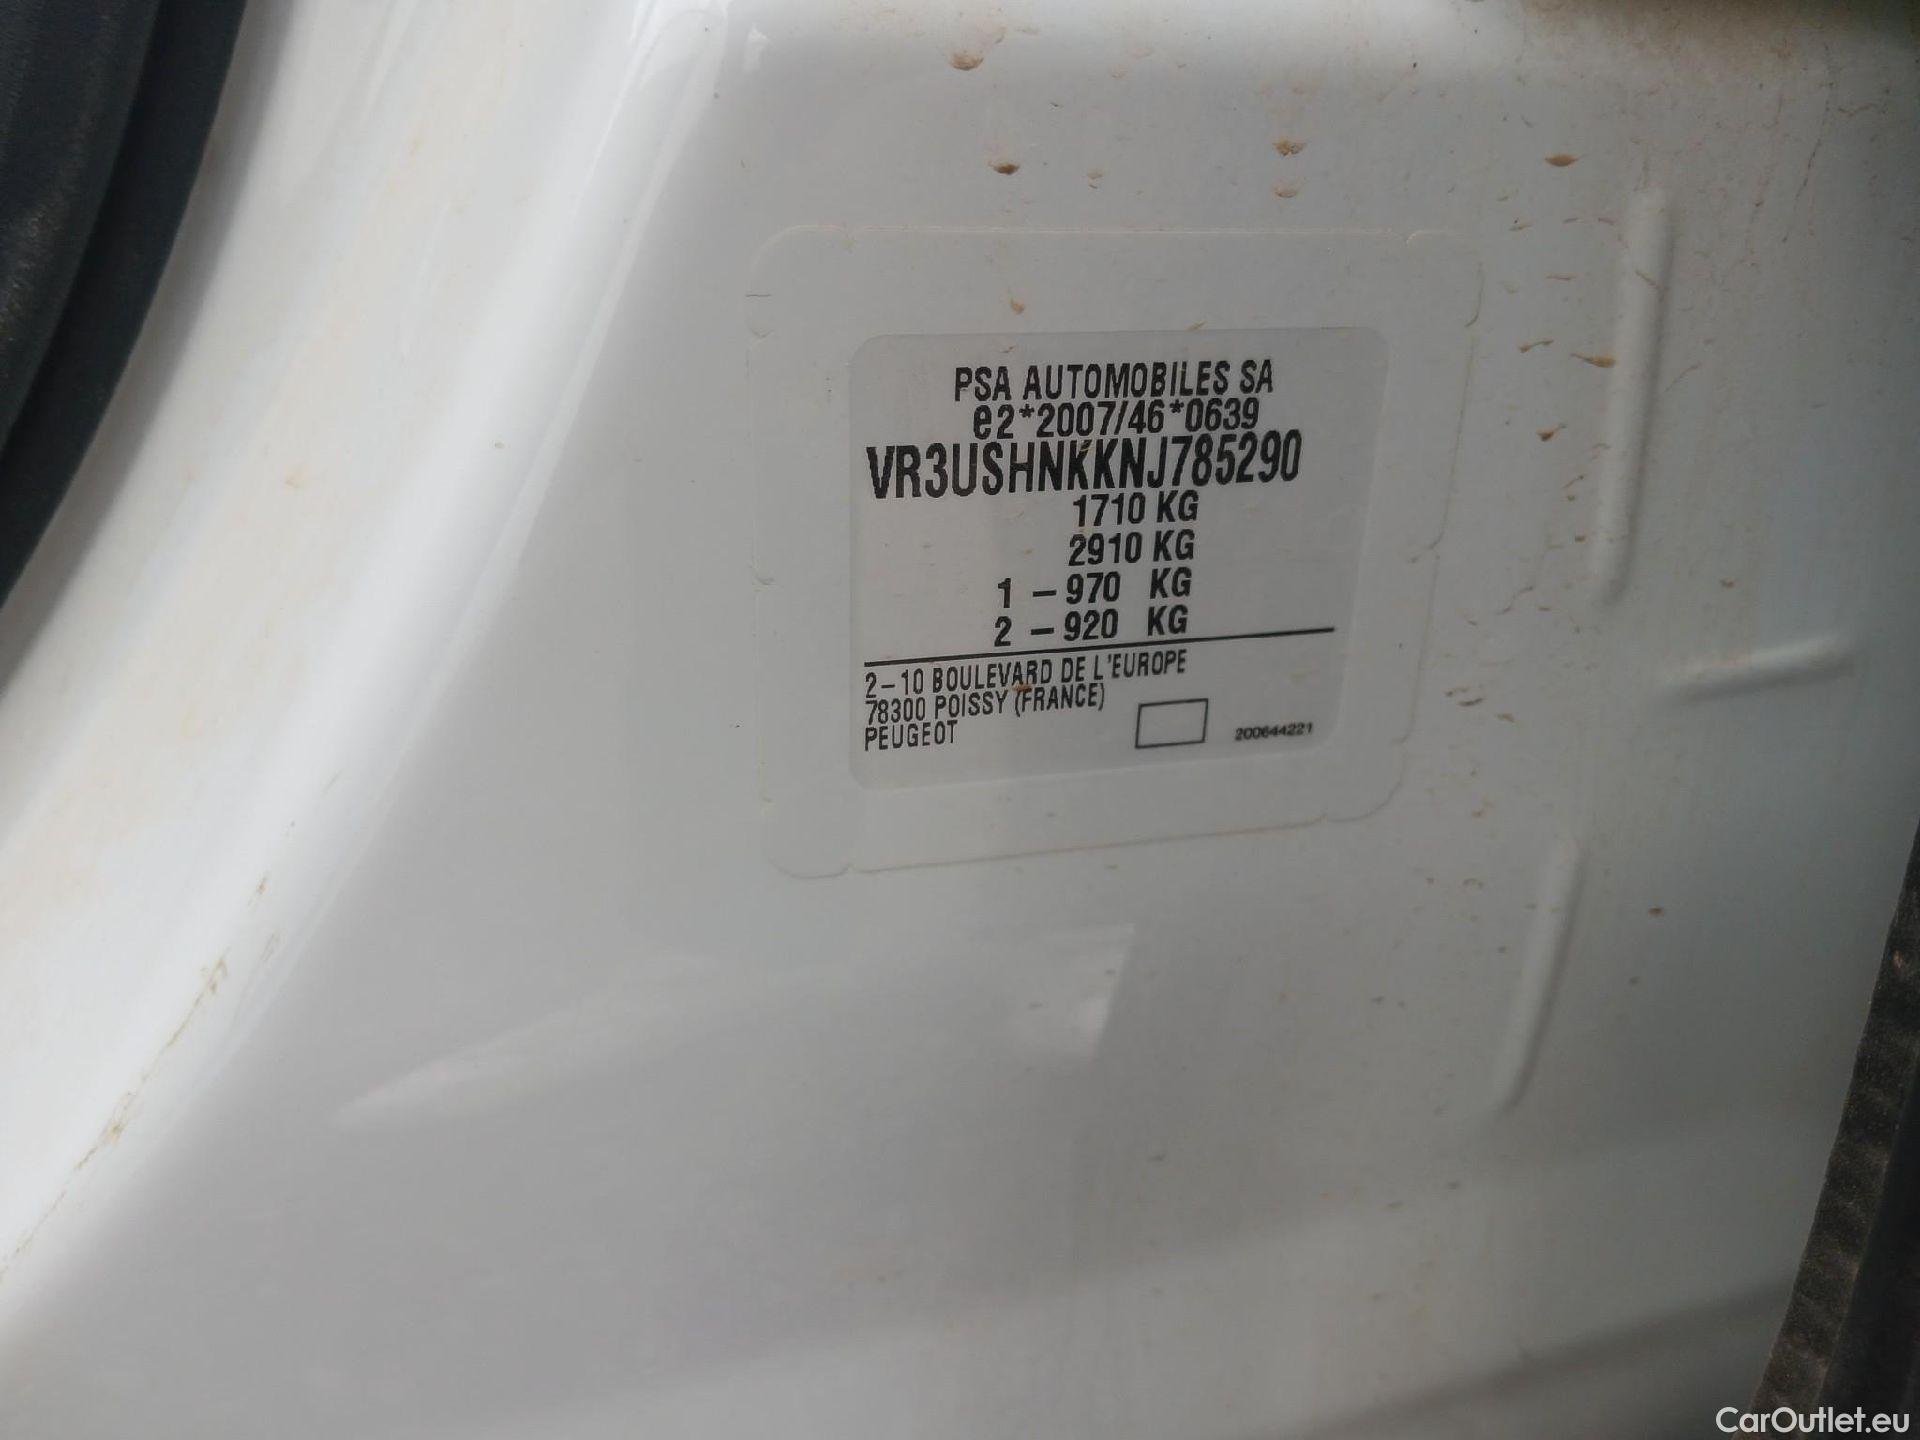 PSA AUTOMOBILES SA
e2*2007/46*0639
VR3USHNKKNJ785290
1710 KG
2910 KG
1 – 970 KG
2 – 920 KG
2–10 BOULEVARD DE L'EUROPE
78300 POISSY (FRANCE)
PEUGEOT
200644221
CarOutlet.eu